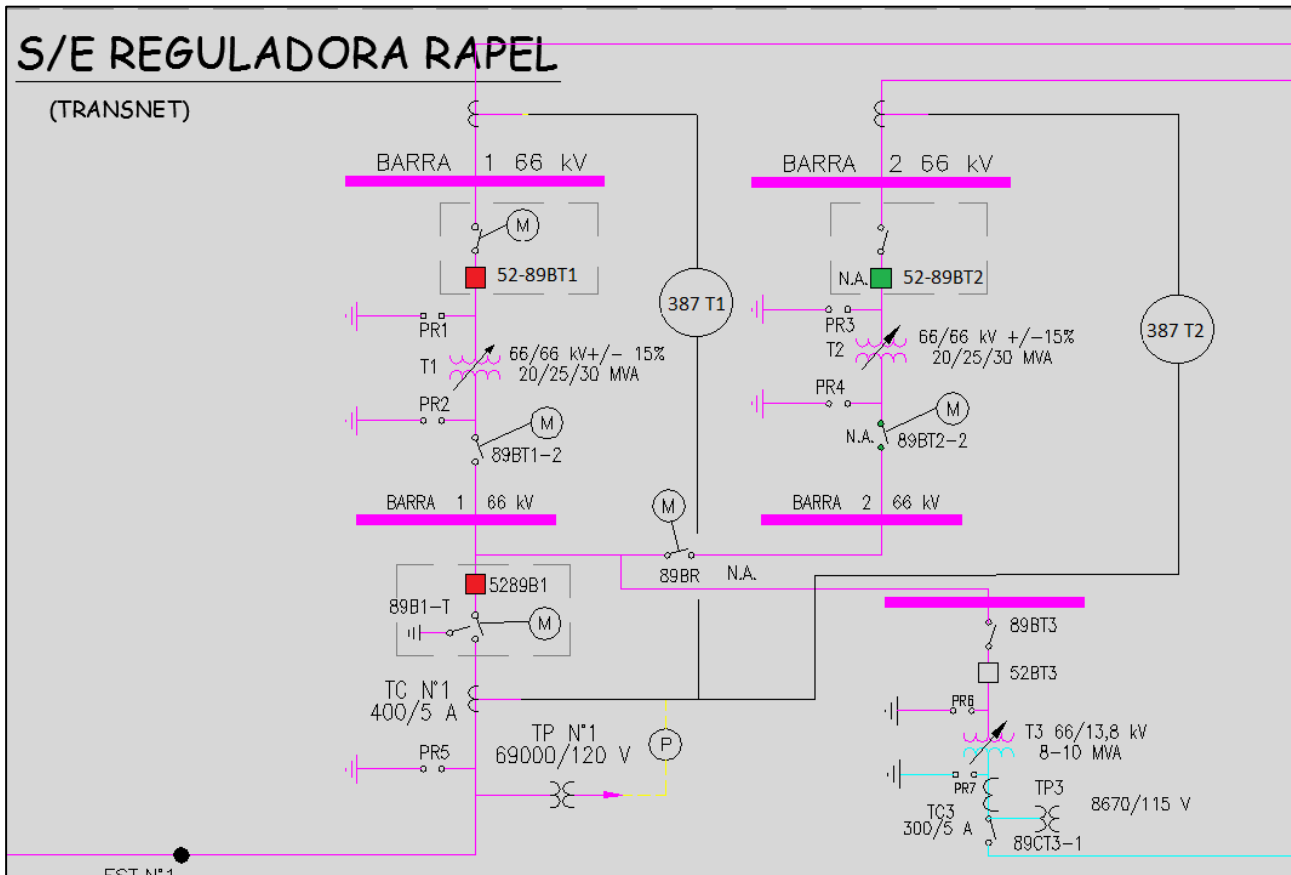 S/E REGULADORA RAPEL
(TRANSNET)
BARRA 1 66 kV
BARRA 2 66 kV
M
52-89BT1
N.A.
52-89BT2
387 T1
387 T2
PR1
PR3
T1
66/66 kV+/- 15%
20/25/30 MVA
T2
66/66 kV +/-15%
20/25/30 MVA
PR2
PR4
M
89BT1-2
M
N.A.
89BT2-2
BARRA 1 66 kV
BARRA 2 66 kV
M
89BR
N.A.
5289B1
89B1-T
M
89BT3
52BT3
TC N°1
400/5 A
PR6
TP N°1
69000/120 V
P
T3 66/13,8 kV
8-10 MVA
PR5
PR7
TP3
8670/115 V
TC3
300/5 A
89CT3-1
EST N°1